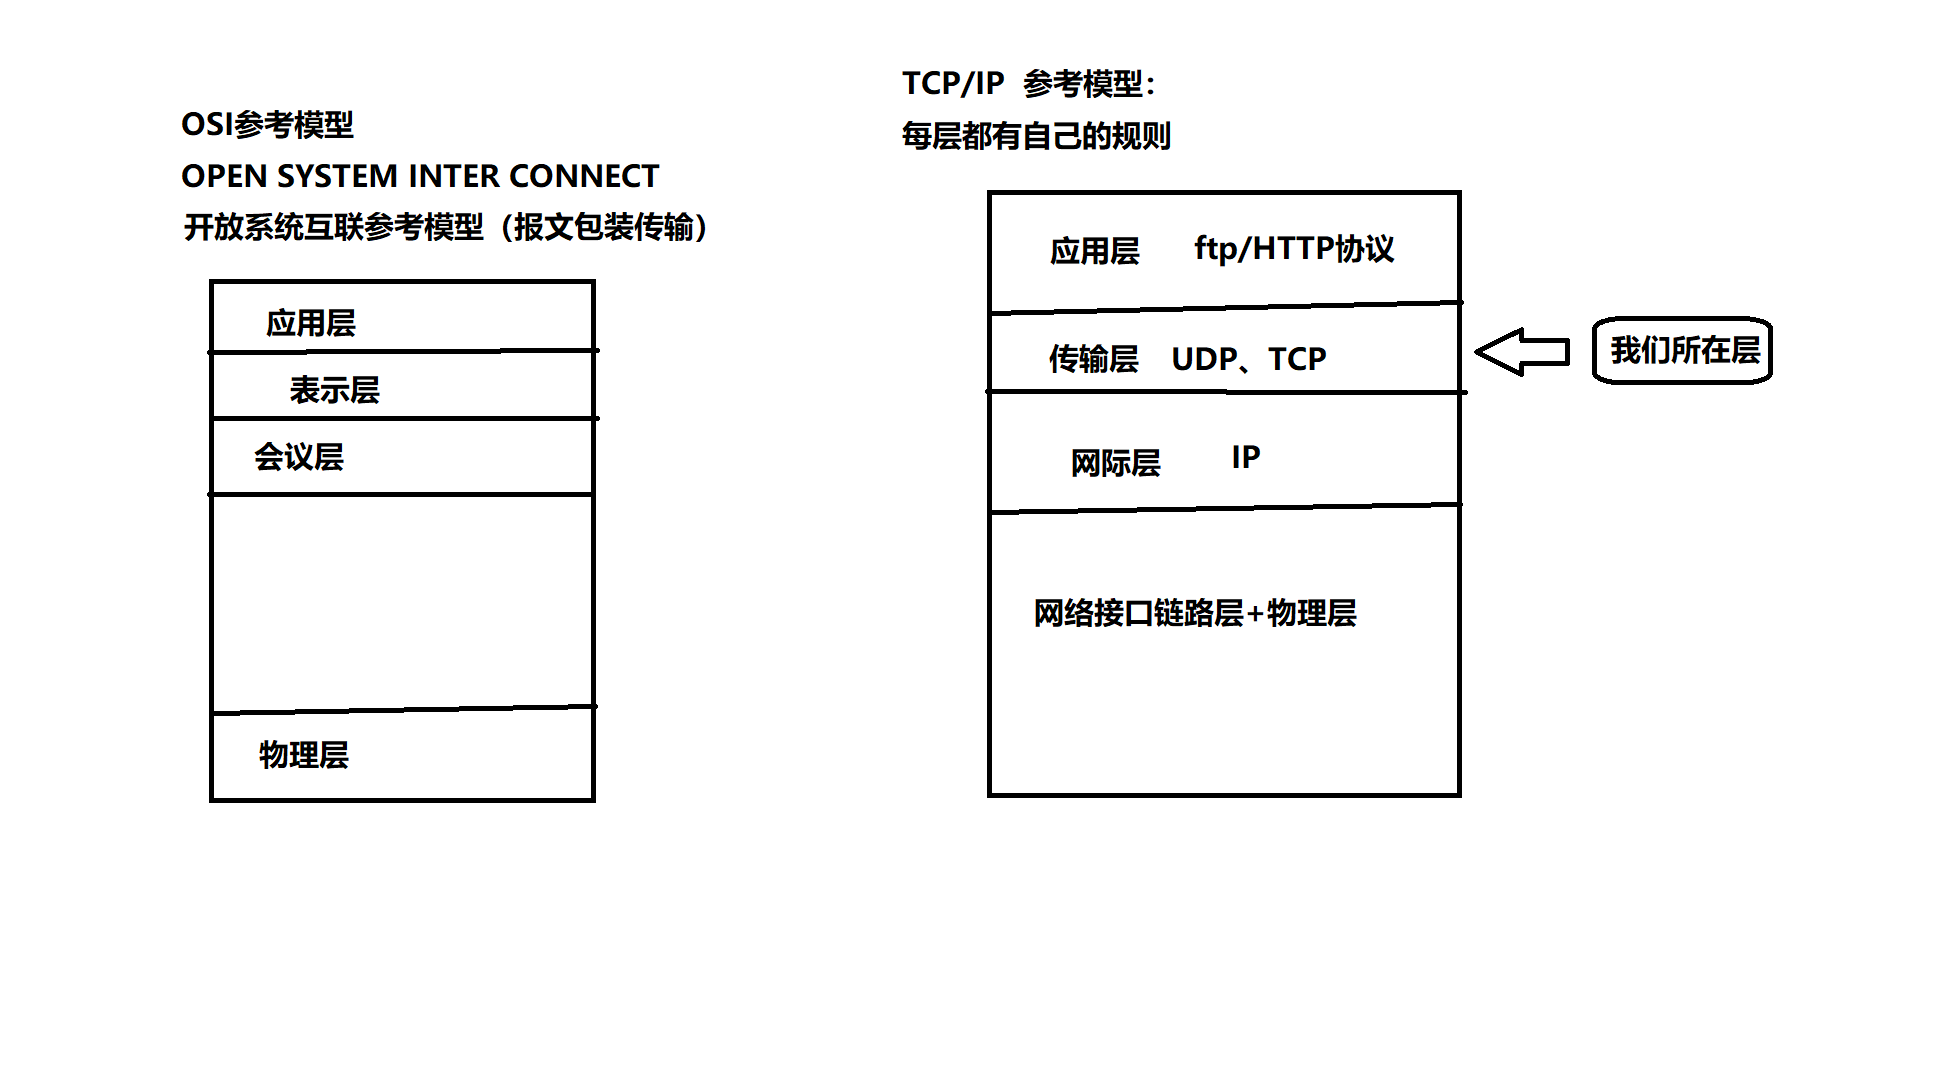 OSI参考模型
OPEN SYSTEM INTER CONNECT
开放系统互联参考模型（报文包装传输）
应用层
表示层
会议层
物理层
TCP/IP 参考模型：
每层都有自己的规则
应用层 ftp/HTTP协议
传输层 UDP、TCP
网际层 IP
网络接口链路层+物理层
我们所在层